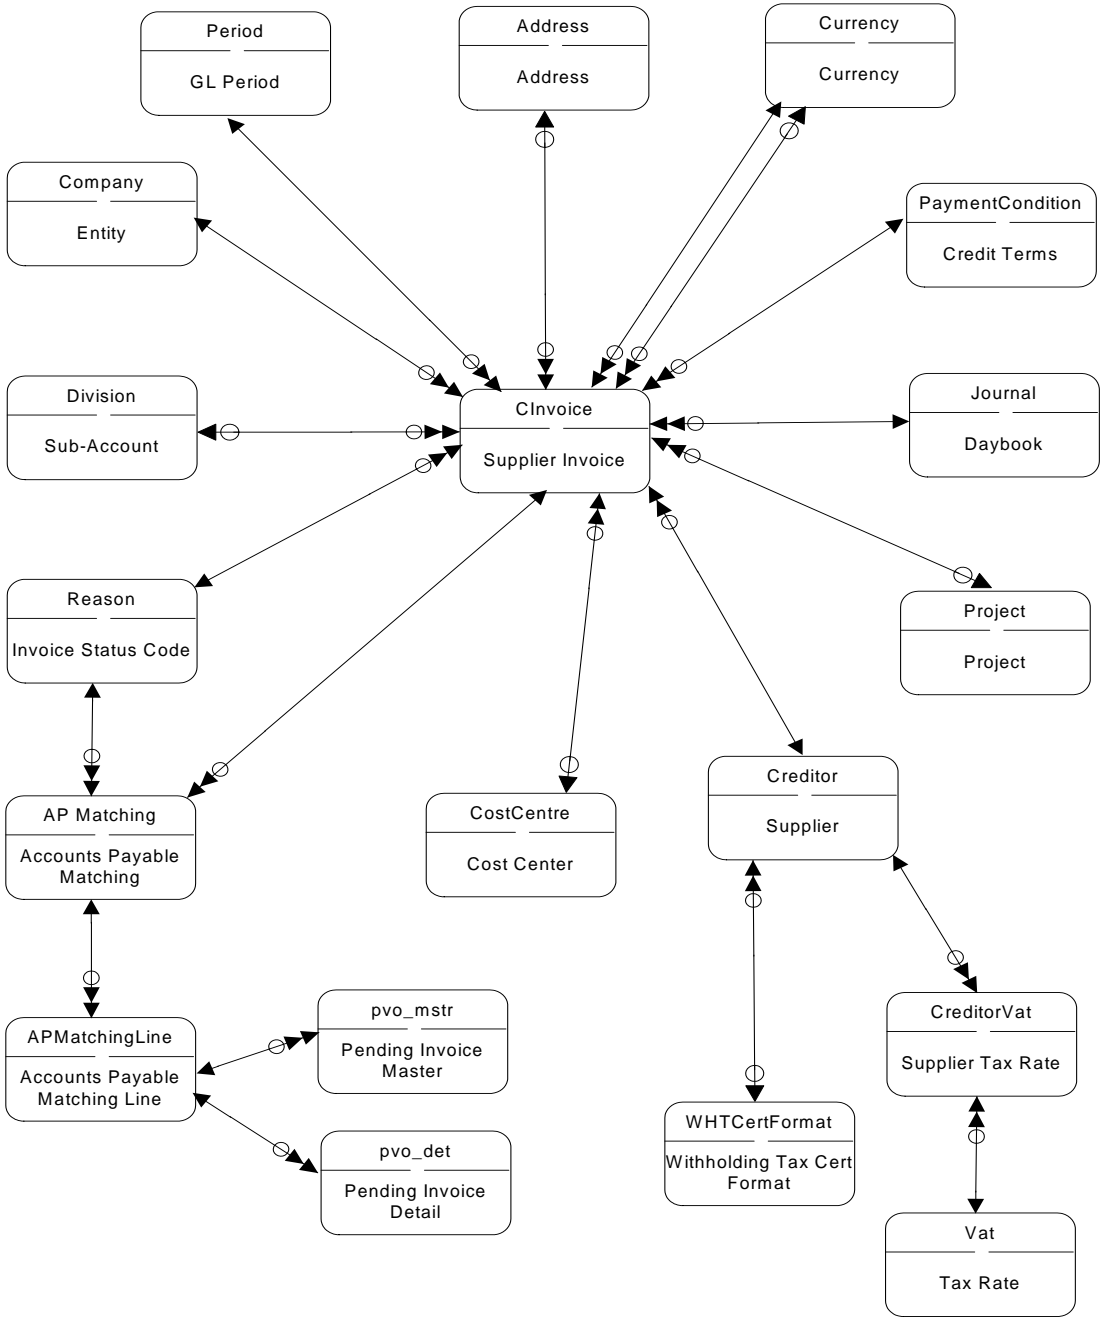 Period
GL Period
Address
Address
Currency
Currency
Company
Entity
PaymentCondition
Credit Terms
Division
Sub-Account
CInvoice
Supplier Invoice
Journal
Daybook
Reason
Invoice Status Code
Project
Project
AP Matching
Accounts Payable
Matching
CostCentre
Cost Center
Creditor
Supplier
APMatchingLine
Accounts Payable
Matching Line
pvo_mstr
Pending Invoice
Master
CreditorVat
Supplier Tax Rate
pvo_det
Pending Invoice
Detail
WHTCertFormat
Withholding Tax Cert
Format
Vat
Tax Rate